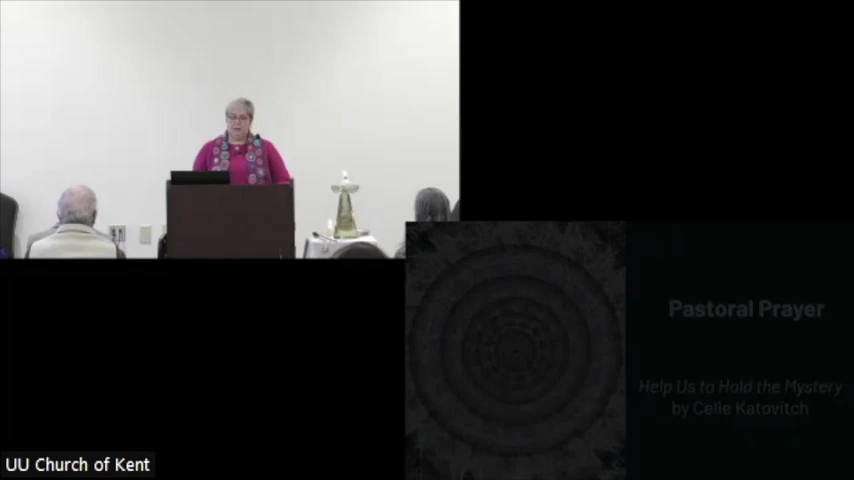 Pastoral Prayer
Help Us to Hold the Mystery
by Celie Katovitch
UU Church of Kent